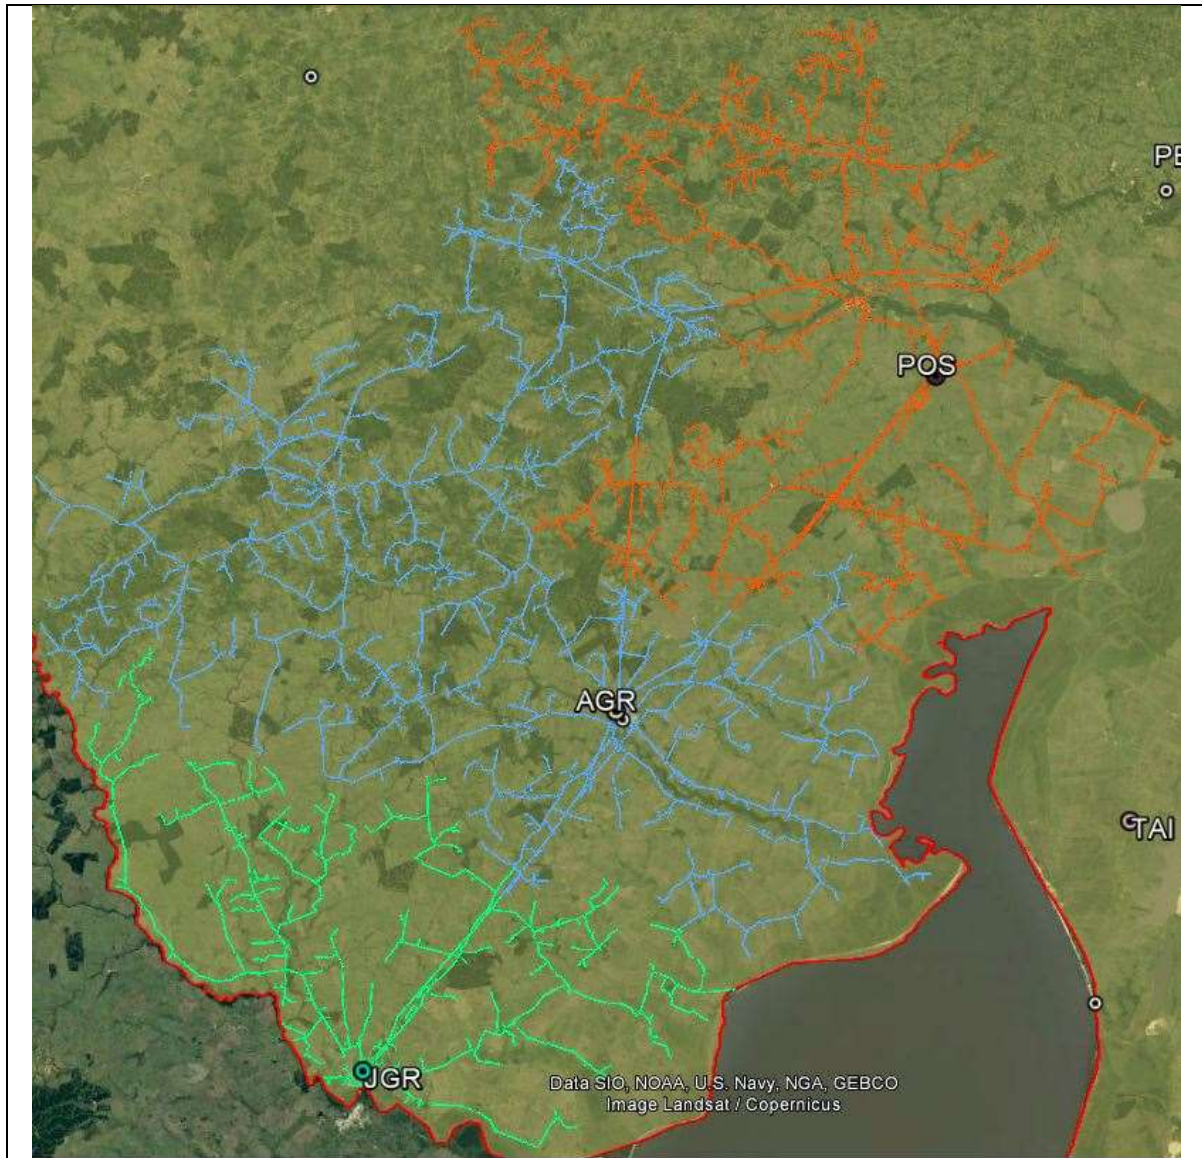 PE
POS
AGR
TAI
JGR
Data SIO, NOAA, U.S. Navy, NGA, GEBCO
Image Landsat / Copernicus